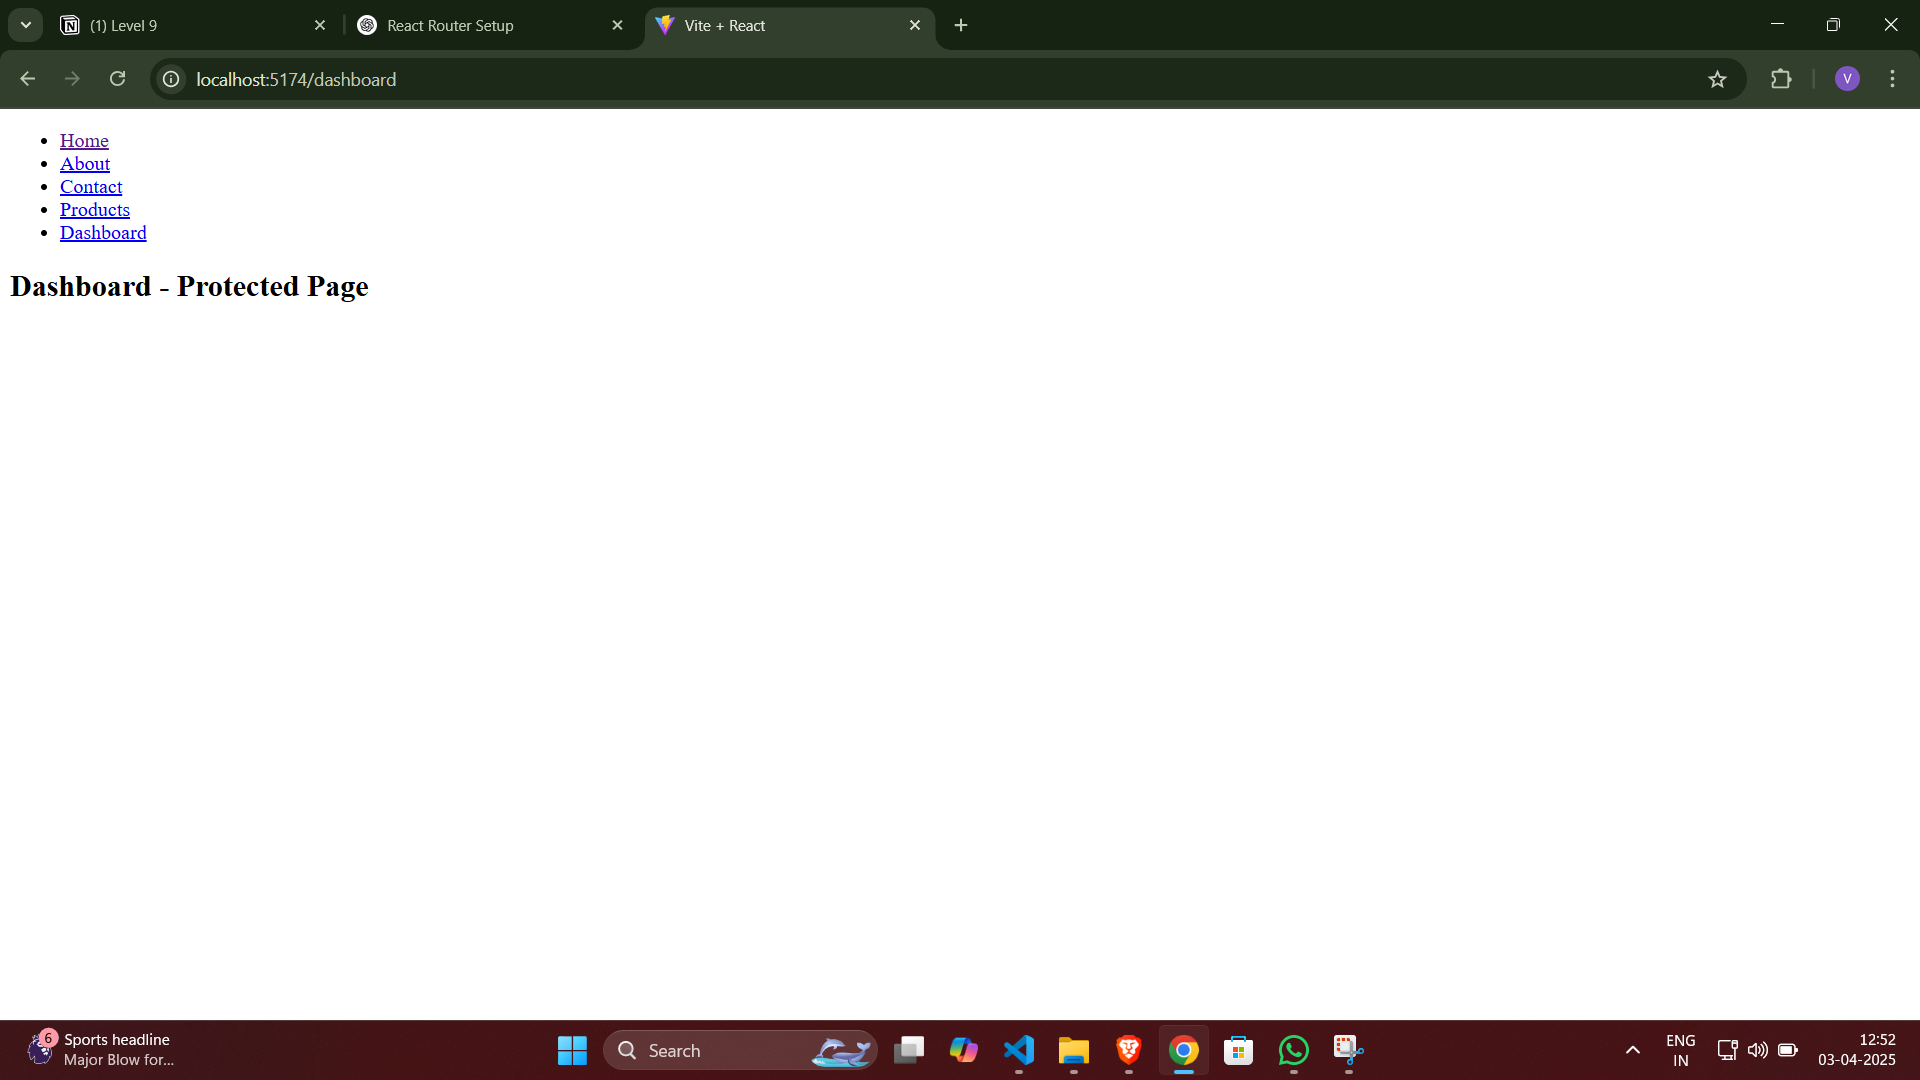 (1) Level 9
React Router Setup
Vite + React
localhost:5174/dashboard
V
Home
About
Contact
Products
Dashboard
Dashboard - Protected Page
6
Sports headline
Major Blow for...
Search
ENG
IN
12:52
03-04-2025